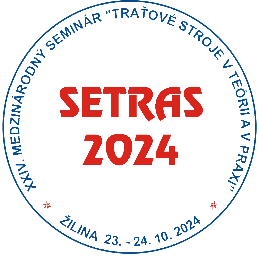 XXIV. MEDZINÁRODNÝ SEMINÁR "TRAŤOVÉ STROJE V TEÓRII A V PRAXI"
SETRAS
2024
* ŽILINA 23. - 24. 10. 2024 *